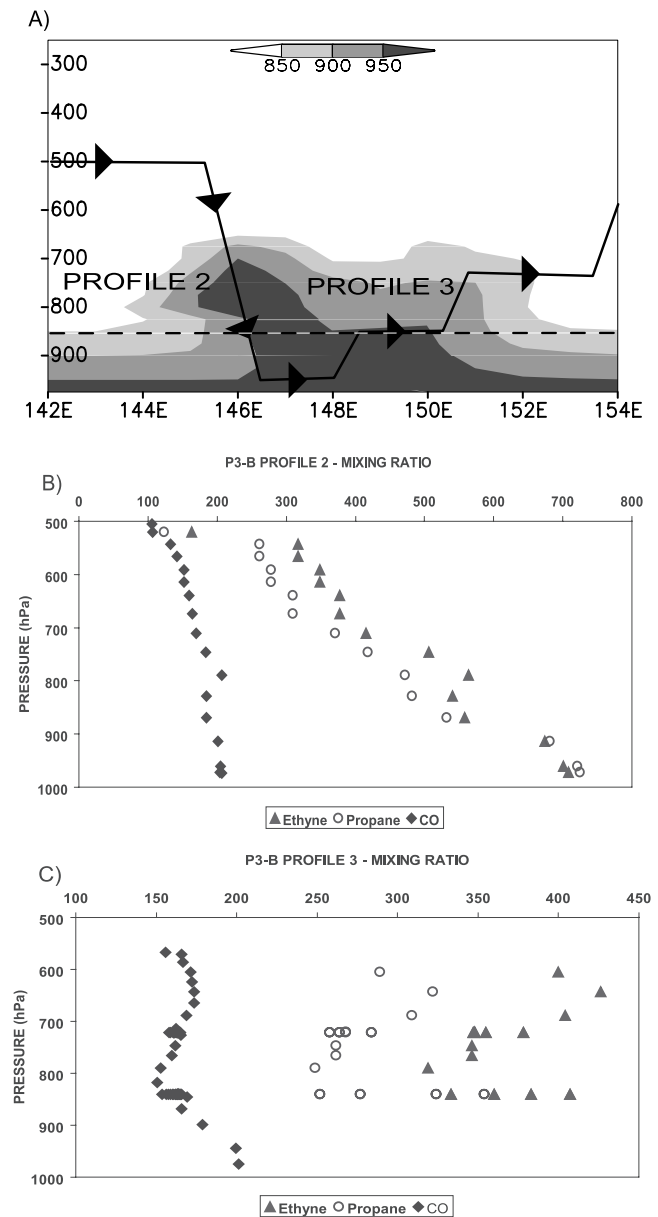 A)
850 900 950
300
400
500
600
700
800
900
PROFILE 2 PROFILE 3
142E 144E 146E 148E 150E 152E 154E
P3-B PROFILE 2 - MIXING RATIO
B)
0 100 200 300 400 500 600 700 800
500
600
700
800
900
1000
PRESSURE (hPa)
Ethyne Propane CO
P3-B PROFILE 3 - MIXING RATIO
C)
100 150 200 250 300 350 400 450
500
600
700
800
900
1000
PRESSURE (hPa)
Ethyne Propane CO